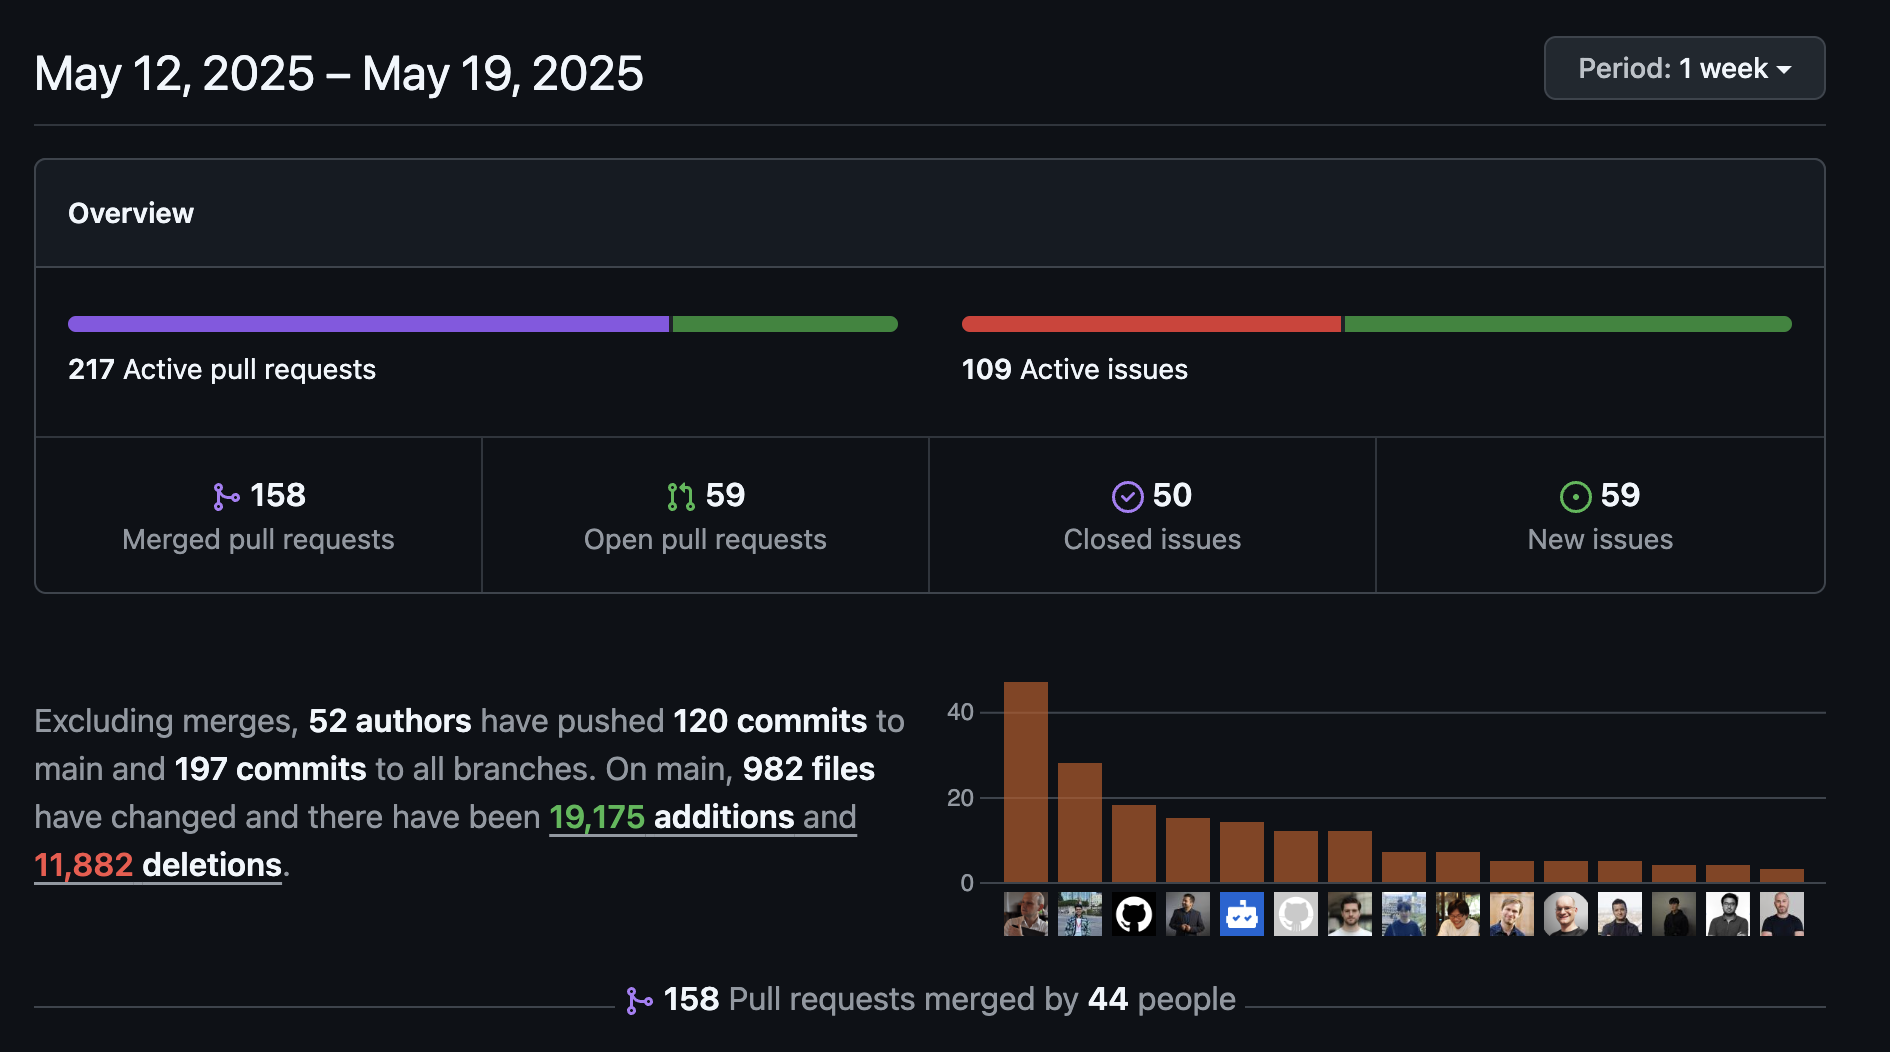 May 12, 2025 – May 19, 2025
Period: 1 week
Overview
217 Active pull requests
109 Active issues
158
Merged pull requests
59
Open pull requests
50
Closed issues
59
New issues
Excluding merges, 52 authors have pushed 120 commits to
main and 197 commits to all branches. On main, 982 files
have changed and there have been 19,175 additions and
11,882 deletions.
40
20
0
158 Pull requests merged by 44 people